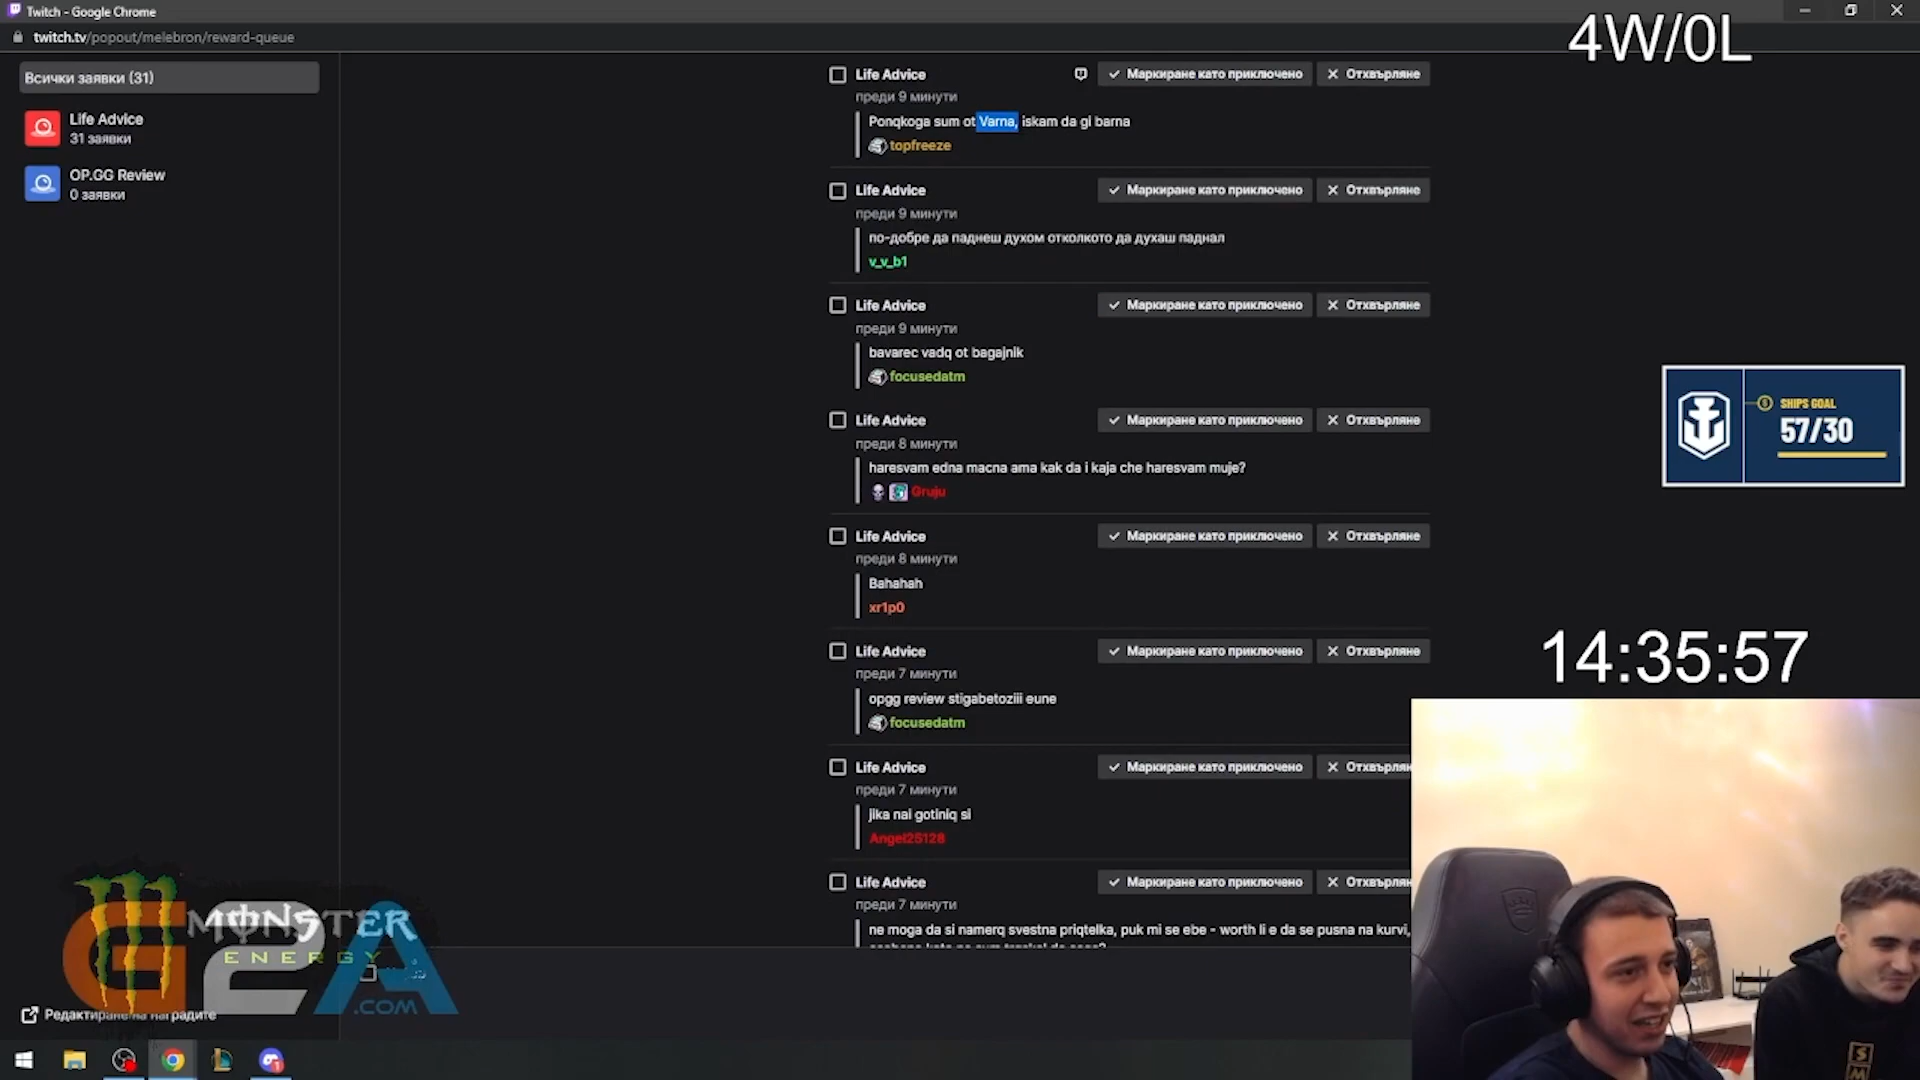 Twitch - Google Chrome
twitch.tv/popout/melebron/reward-queue
4W/0L
Всички заявки (31)
Life Advice
31 заявки
OP.GG Review
0 заявки
Life Advice
Маркиране като приключено
Отхвърляне
преди 9 минути
Ponqkoga sum ot Varna, iskam da gi barna
topfreeze
Life Advice
Маркиране като приключено
Отхвърляне
преди 9 минути
по-добре да паднеш духом отколкото да духаш паднал
v_v_b1
Life Advice
Маркиране като приключено
Отхвърляне
преди 9 минути
bavarec vadq ot bagajnik
focusedatm
Life Advice
Маркиране като приключено
Отхвърляне
преди 8 минути
haresvam edna macna ama kak da i kaja che haresvam muje?
Gruju
Life Advice
Маркиране като приключено
Отхвърляне
преди 8 минути
Bahahah
xr1p0
Life Advice
Маркиране като приключено
Отхвърляне
преди 7 минути
opgg review stigabetoziii eune
focusedatm
Life Advice
Маркиране като приключено
Отхвърлян
преди 7 минути
jika nai gotiniq si
Angel25128
Life Advice
Маркиране като приключено
Отхвърлян
преди 7 минути
ne moga da si namerq svestna priqtelka, puk mi se ebe - worth li e da se pusna na kurvi,
SHIPS GOAL
57/30
14:35:57
MONSTER
ENERGY
G2A
.COM
Редактиране на наградите